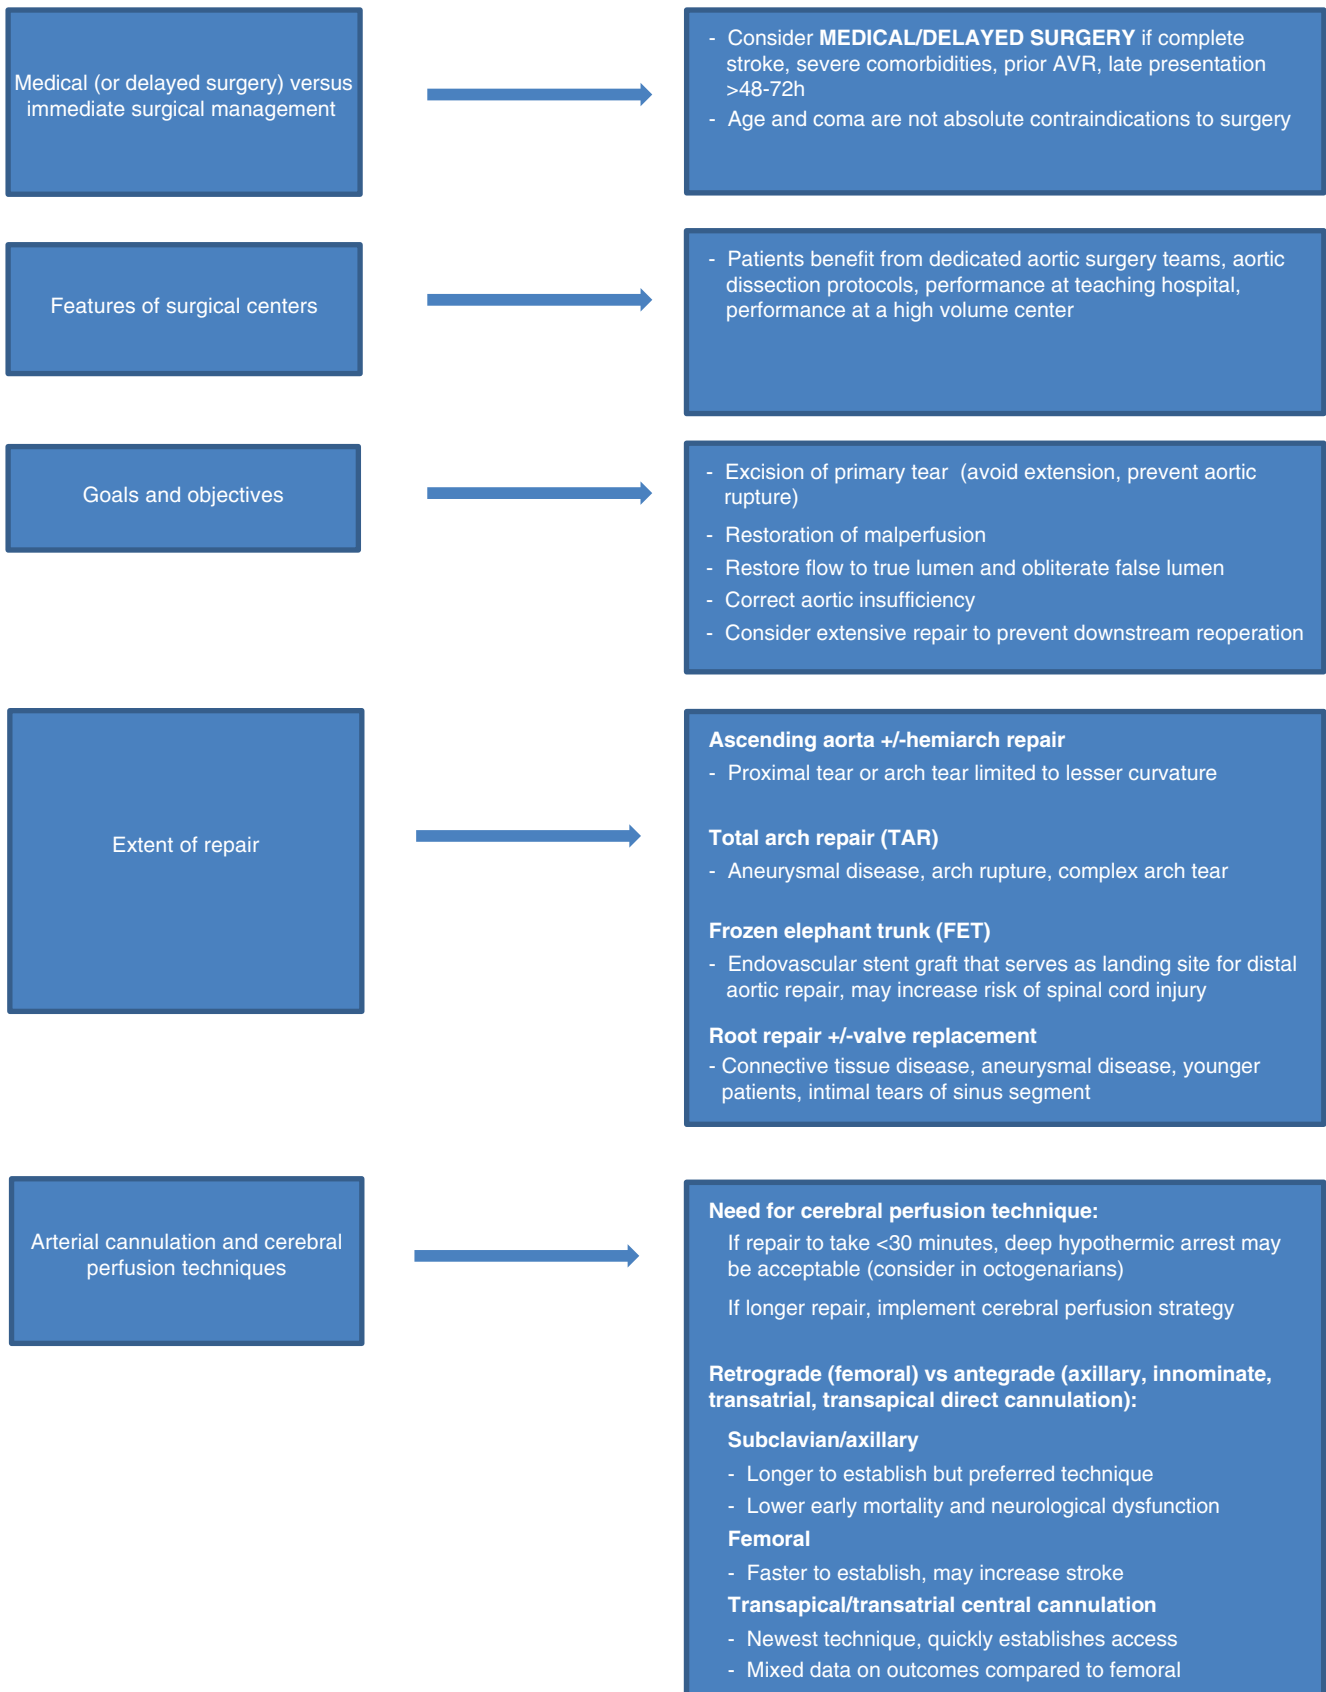 Medical (or delayed surgery) versus
immediate surgical management
- Consider MEDICAL/DELAYED SURGERY if complete
stroke, severe comorbidities, prior AVR, late presentation
>48-72h
- Age and coma are not absolute contraindications to surgery
Features of surgical centers
- Patients benefit from dedicated aortic surgery teams, aortic
dissection protocols, performance at teaching hospital,
performance at a high volume center
Goals and objectives
- Excision of primary tear (avoid extension, prevent aortic
rupture)
- Restoration of malperfusion
- Restore flow to true lumen and obliterate false lumen
- Correct aortic insufficiency
- Consider extensive repair to prevent downstream reoperation
Extent of repair
Ascending aorta +/-hemiarch repair
- Proximal tear or arch tear limited to lesser curvature
Total arch repair (TAR)
- Aneurysmal disease, arch rupture, complex arch tear
Frozen elephant trunk (FET)
- Endovascular stent graft that serves as landing site for distal
aortic repair, may increase risk of spinal cord injury
Root repair +/-valve replacement
- Connective tissue disease, aneurysmal disease, younger
patients, intimal tears of sinus segment
Arterial cannulation and cerebral
perfusion techniques
Need for cerebral perfusion technique:
If repair to take <30 minutes, deep hypothermic arrest may
be acceptable (consider in octogenarians)
If longer repair, implement cerebral perfusion strategy
Retrograde (femoral) vs antegrade (axillary, innominate,
transatrial, transapical direct cannulation):
Subclavian/axillary
- Longer to establish but preferred technique
- Lower early mortality and neurological dysfunction
Femoral
- Faster to establish, may increase stroke
Transapical/transatrial central cannulation
- Newest technique, quickly establishes access
- Mixed data on outcomes compared to femoral